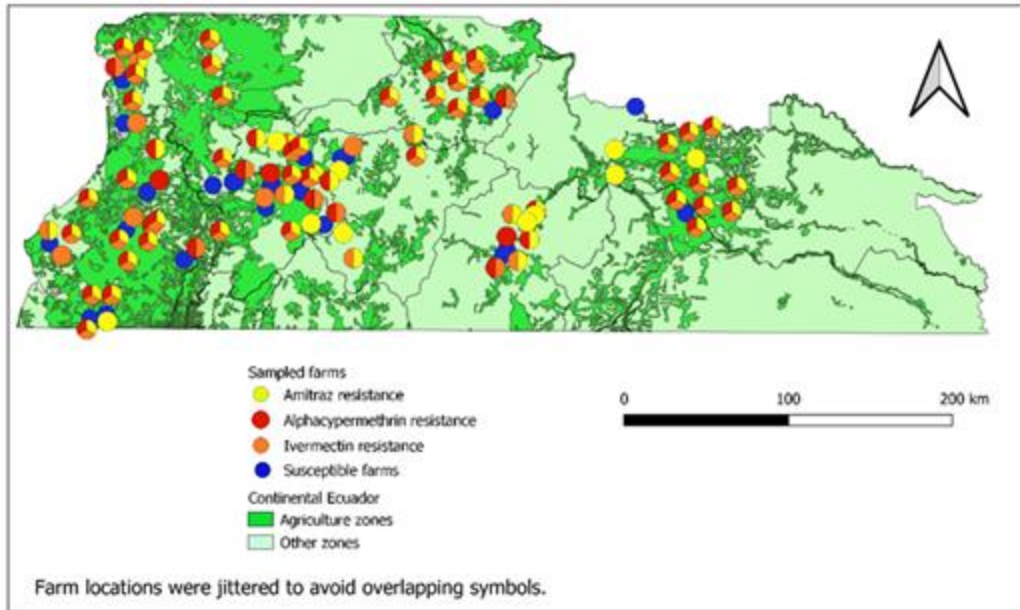 Sampled farms
Amitraz resistance
Alphacypermethrin resistance
Ivermectin resistance
Susceptible farms
Continental Ecuador
Agriculture zones
Other zones
0 100 200 km
Farm locations were jittered to avoid overlapping symbols.